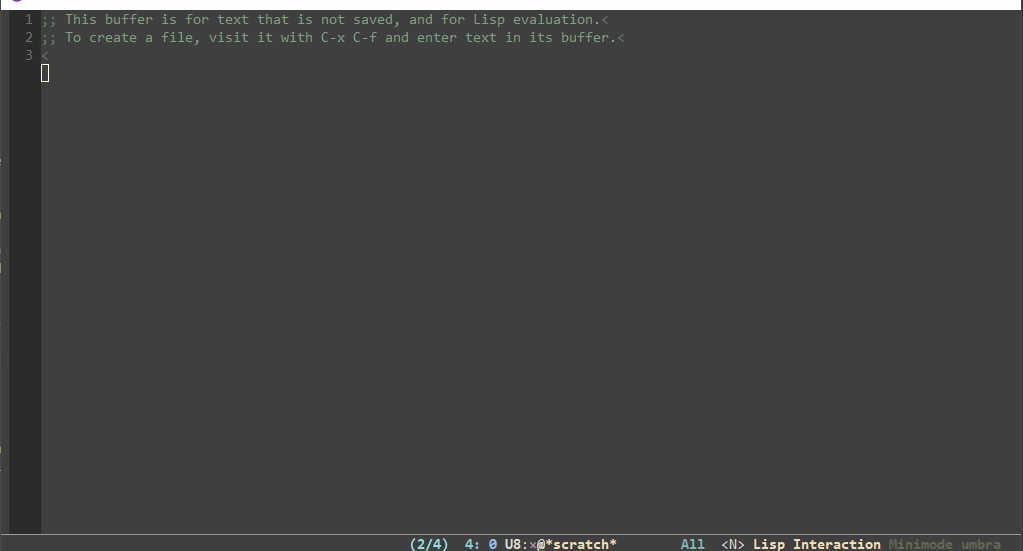 1 ;; This buffer is for text that is not saved, and for Lisp evaluation.<
2 ;; To create a file, visit it with C-x C-f and enter text in its buffer.<
3 <
(2/4) 4: 0 U8:×@*scratch* All <N> Lisp Interaction Minimode umbra